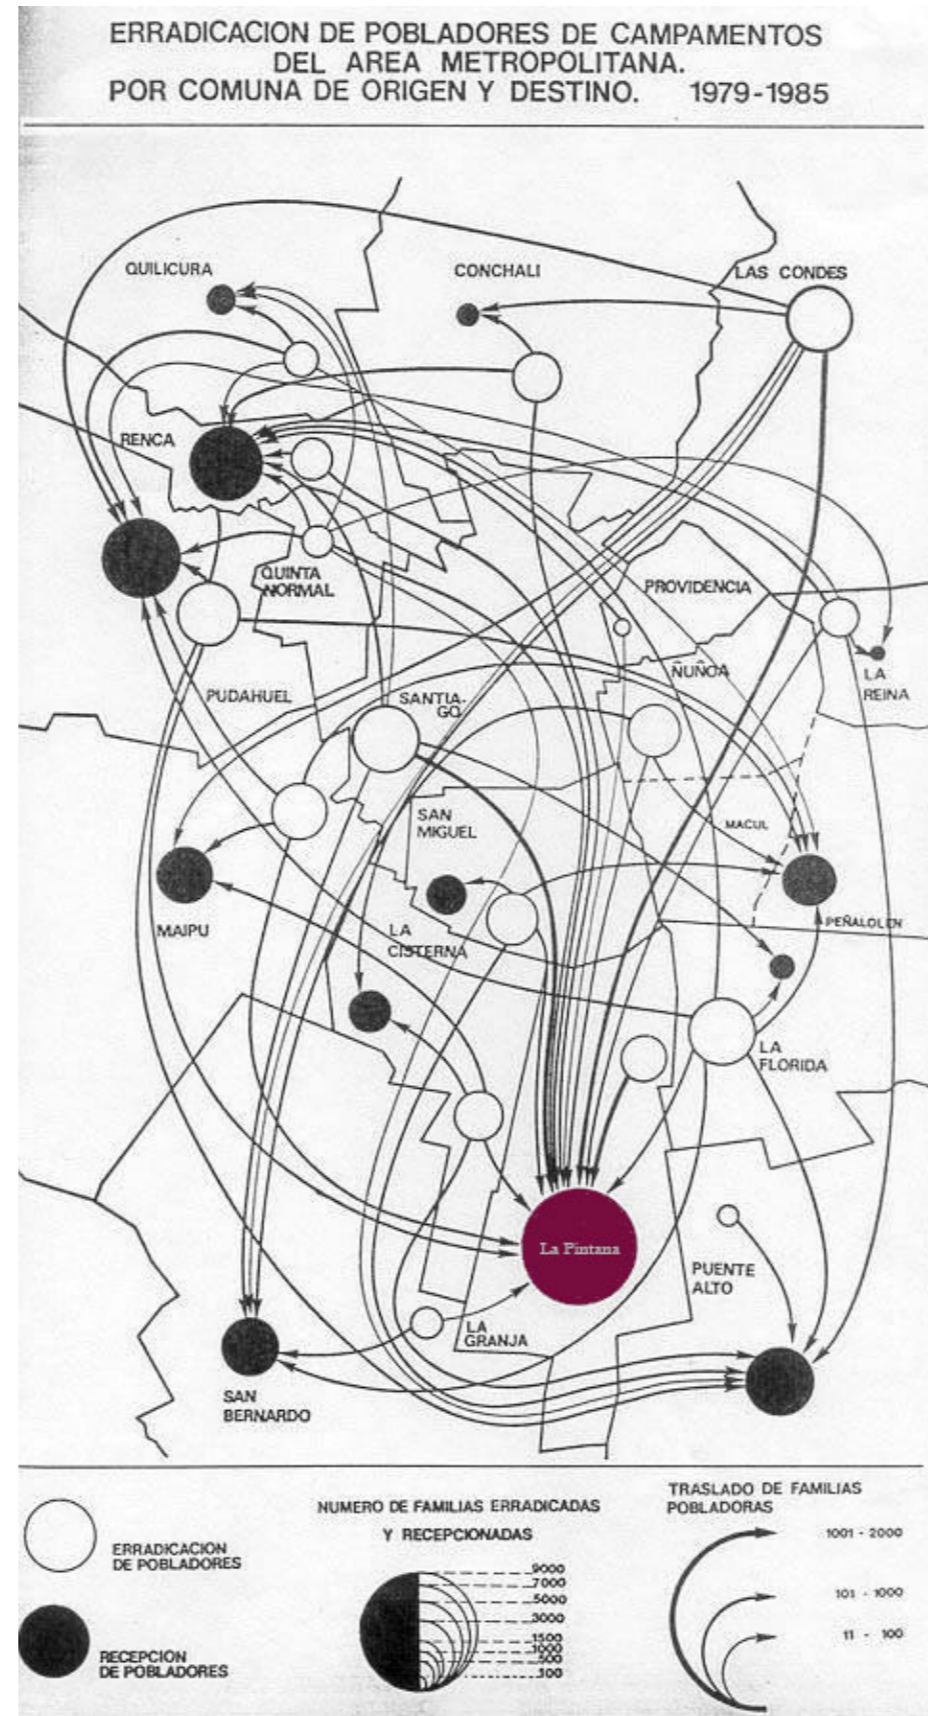 ERRADICACION DE POBLADORES DE CAMPAMENTOS
DEL AREA METROPOLITANA.
POR COMUNA DE ORIGEN Y DESTINO. 1979-1985
QUILICURA
CONCHALI
LAS CONDES
RENCA
QUINTA
NORMAL
PROVIDENCIA
ÑUÑOA
LA
REINA
PUDAHUEL
SANTIA-
GO
SAN
MIGUEL
MACUL
MAIPU
LA
CISTERNA
PEÑALOLEN
LA
FLORIDA
La Pintana
PUENTE
ALTO
LA
GRANJA
SAN
BERNARDO
ERRADICACION
DE POBLADORES
RECEPCION
DE POBLADORES
NUMERO DE FAMILIAS ERRADICADAS
Y RECEPCIONADAS
9000
7000
5000
3000
1500
1000
500
100
TRASLADO DE FAMILIAS
POBLADORAS
1001 - 2000
101 - 1000
11 - 100